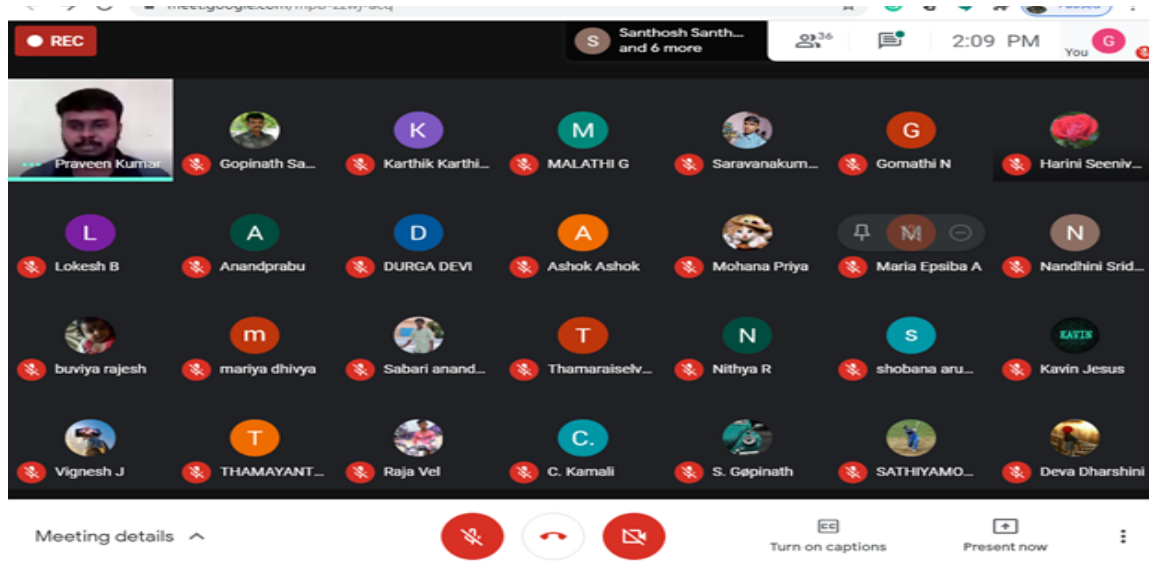 REC
S
Santhosh Santh...
and 6 more
36
2:09 PM
You
G
Praveen Kumar
Gopinath Sa...
K
Karthik Karthi...
M
MALATHI G
Saravanakum...
G
Gomathi N
Harini Seeniv...
L
Lokesh B
A
Anandprabu
D
DURGA DEVI
A
Ashok Ashok
Mohana Priya
M
Maria Epsiba A
N
Nandhini Srid...
buviya rajesh
m
mariya dhivya
Sabari anand...
T
Thamaraiselv...
N
Nithya R
s
shobana aru...
KAVIN
Kavin Jesus
Vignesh J
T
THAMAYANT...
Raja Vel
C.
C. Kamali
S. Gøpinath
SATHIYAMO...
Deva Dharshini
Meeting details
CC
Turn on captions
Present now